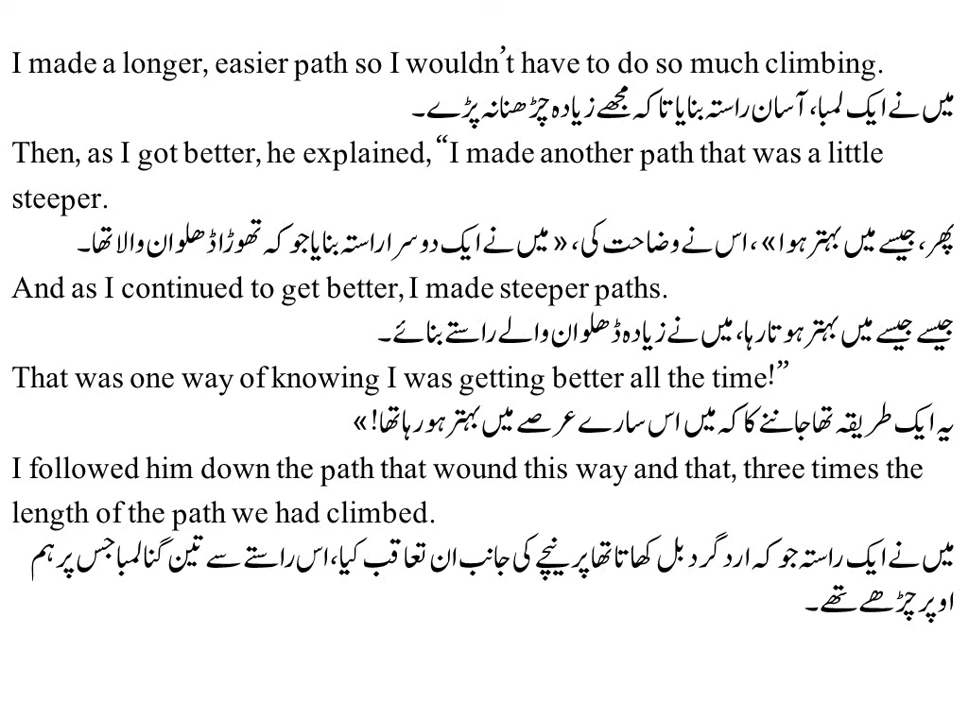 I made a longer, easier path so I wouldn’t have to do so much climbing.
میں نے ایک لمبا، آسان راستہ بنایا تاکہ مجھے زیادہ چڑھنا نہ پڑے۔
Then, as I got better, he explained, “I made another path that was a little
steeper.
پھر، جیسے میں بہتر ہوا»، اس نے وضاحت کی، «میں نے ایک دوسرا راستہ بنایا جو کہ تھوڑا ڈھلوان والا تھا۔
And as I continued to get better, I made steeper paths.
جیسے جیسے میں بہتر ہوتا رہا، میں نے زیادہ ڈھلوان والے راستے بنائے۔
That was one way of knowing I was getting better all the time!”
یہ ایک طریقہ تھا جاننے کا کہ میں اس سارے عرصے میں بہتر ہو رہا تھا!»
I followed him down the path that wound this way and that, three times the
length of the path we had climbed.
میں نے ایک راستہ جو کہ ارد گرد بل کھاتا تھا پر نیچے کی جانب ان تعاقب کیا، اس راستے سے تین گنا لمبا جس پر ہم
اوپر چڑھے تھے۔